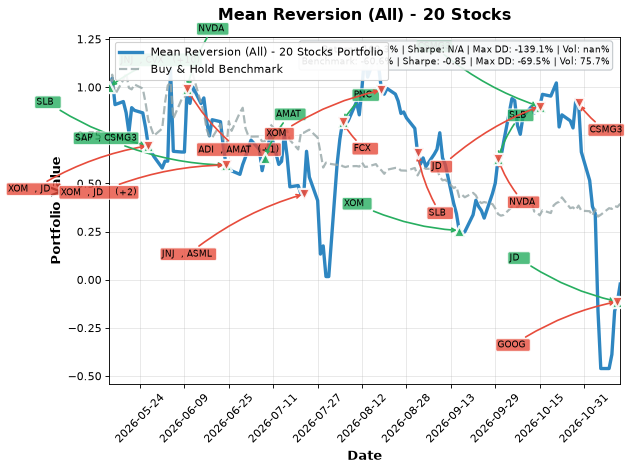 Mean Reversion (All) - 20 Stocks
NVDA
1.25
Mean Reversion (All) - 20 Stocks Portfolio
% | Sharpe: N/A | Max DD: -139.1% | Vol: nan%
Buy & Hold Benchmark
Benchmark: -60.6% | Sharpe: -0.85 | Max DD: -69.5% | Vol: 75.7%
1.00
SLB
PNC
AMAT
SLB
XOM
CSMG3
SAP, CSMG3
ADI , AMAT (+1)
FCX
JD
XOM , JD
XOM , JD (+2)
0.50
XOM
NVDA
SLB
0.25
JNJ , ASML
JD
0.00
−0.25
GOOG
−0.50
Portfolio Value
2026-05-24
2026-06-09
2026-06-25
2026-07-11
2026-07-27
2026-08-12
2026-08-28
2026-09-13
2026-09-29
2026-10-15
2026-10-31
Date